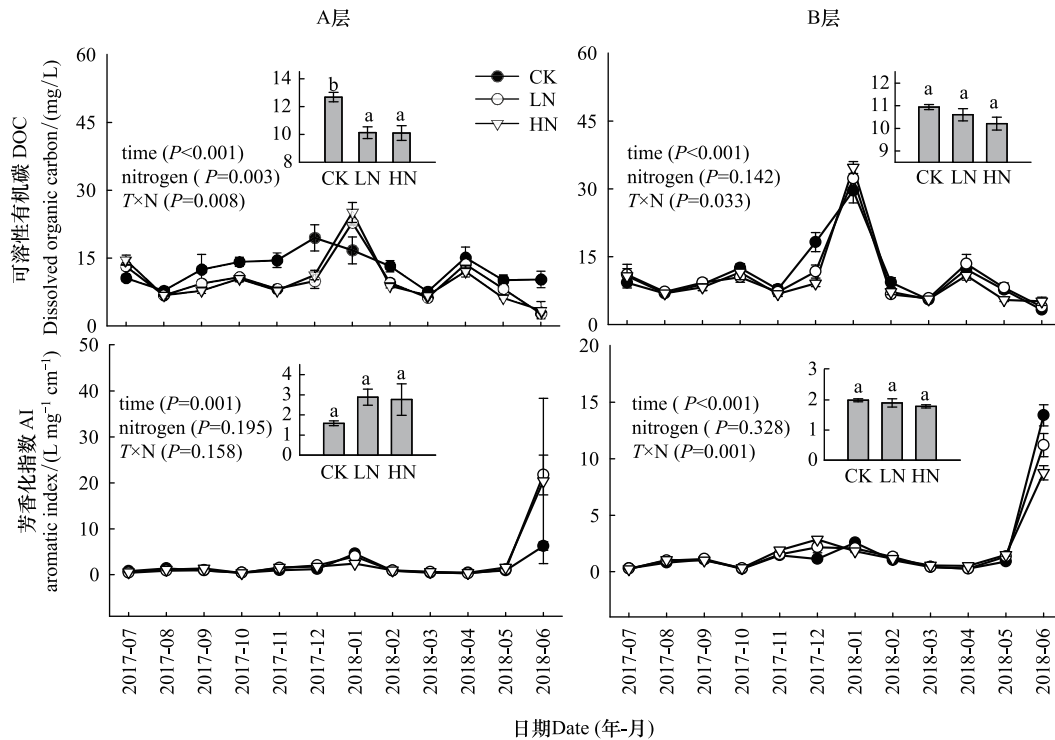 A层
B层
可溶性有机碳 DOC
Dissolved organic carbon/(mg/L)
60
45
30
15
0
time (P<0.001)
nitrogen ( P=0.003)
T×N (P=0.008)
14
12
10
8
b
a
a
CK
LN
HN
CK
LN
HN
60
45
30
15
0
time (P<0.001)
nitrogen (P=0.142)
T×N (P=0.033)
12
11
10
9
a
a
a
CK
LN
HN
芳香化指数 AI
aromatic index/(L mg⁻¹ cm⁻¹)
50
40
30
20
10
0
time (P=0.001)
nitrogen (P=0.195)
T×N (P=0.158)
4
3
2
1
0
a
a
a
CK
LN
HN
20
15
10
5
0
time ( P<0.001)
nitrogen ( P=0.328)
T×N (P=0.001)
3
2
1
0
a
a
a
CK
LN
HN
2017-07
2017-08
2017-09
2017-10
2017-11
2017-12
2018-01
2018-02
2018-03
2018-04
2018-05
2018-06
2017-07
2017-08
2017-09
2017-10
2017-11
2017-12
2018-01
2018-02
2018-03
2018-04
2018-05
2018-06
日期Date (年-月)